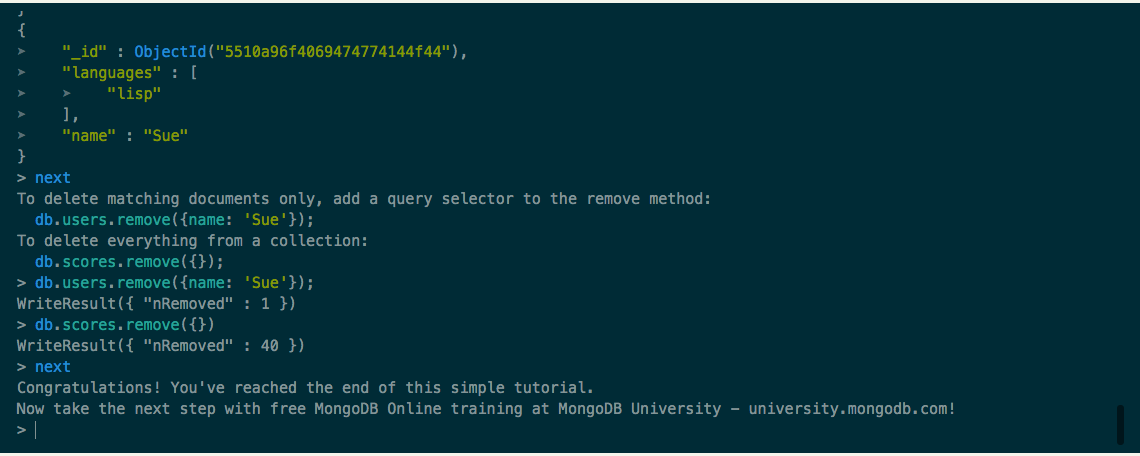 {
➤ "_id" : ObjectId("5510a96f4069474774144f44"),
➤ "languages" : [
➤ ➤ "lisp"
➤ ],
➤ "name" : "Sue"
}
> next
To delete matching documents only, add a query selector to the remove method:
db.users.remove({name: 'Sue'});
To delete everything from a collection:
db.scores.remove({});
> db.users.remove({name: 'Sue'});
WriteResult({ "nRemoved" : 1 })
> db.scores.remove({})
WriteResult({ "nRemoved" : 40 })
> next
Congratulations! You've reached the end of this simple tutorial.
Now take the next step with free MongoDB Online training at MongoDB University – university.mongodb.com!
>